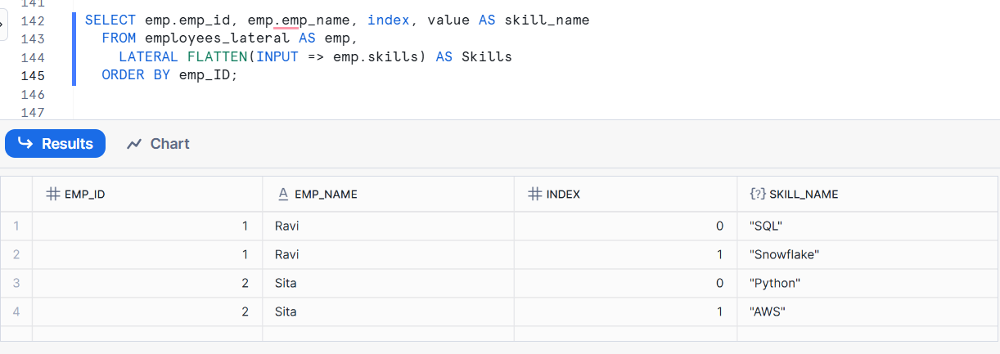 141
142 SELECT emp.emp_id, emp.emp_name, index, value AS skill_name
143 FROM employees_lateral AS emp,
144 LATERAL FLATTEN(INPUT => emp.skills) AS Skills
145 ORDER BY emp_ID;
146
147
Results Chart
EMP_ID EMP_NAME INDEX SKILL_NAME
1 1 Ravi 0 "SQL"
2 1 Ravi 1 "Snowflake"
3 2 Sita 0 "Python"
4 2 Sita 1 "AWS"